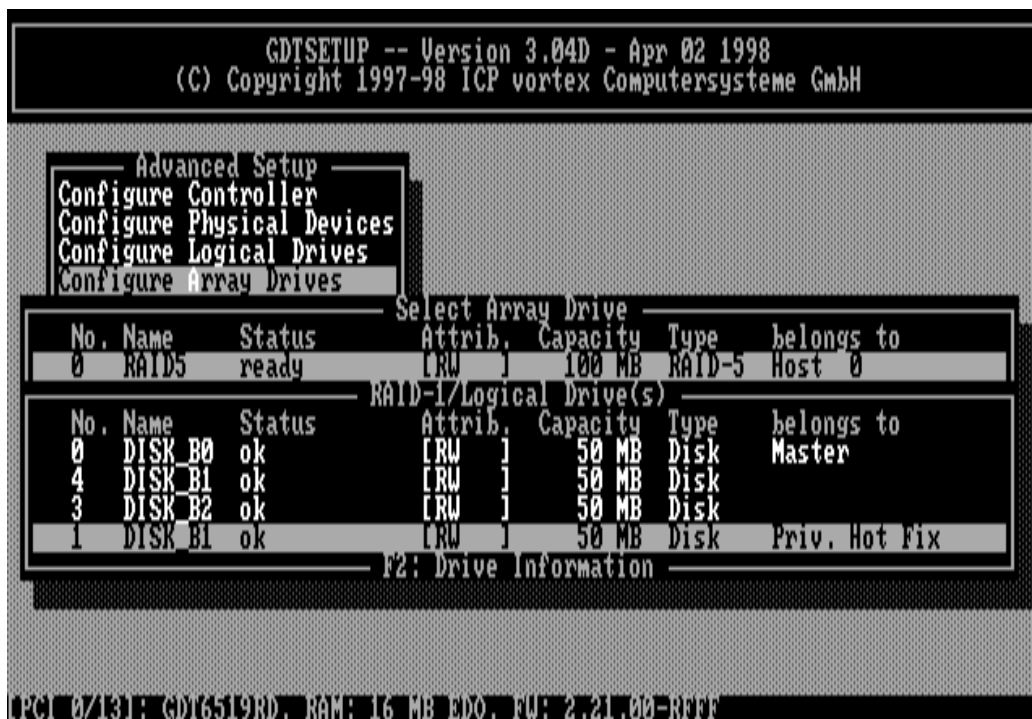 GDTSETUP -- Version 3.04D - Apr 02 1998
(C) Copyright 1997-98 ICP vortex Computersysteme GmbH
Advanced Setup
Configure Controller
Configure Physical Devices
Configure Logical Drives
Configure Array Drives
Select Array Drive
No. Name Status Attrib. Capacity Type belongs to
0 RAID5 ready [RW ] 100 MB RAID-5 Host 0
RAID-1/Logical Drive(s)
No. Name Status Attrib. Capacity Type belongs to
0 DISK_B0 ok [RW ] 50 MB Disk Master
4 DISK_B1 ok [RW ] 50 MB Disk
3 DISK_B2 ok [RW ] 50 MB Disk
1 DISK_B1 ok [RW ] 50 MB Disk Priv. Hot Fix
F2: Drive Information
[PCI 0/13]: GDT6519RD, RAM: 16 MB EDO, FW: 2.21.00-RFFF